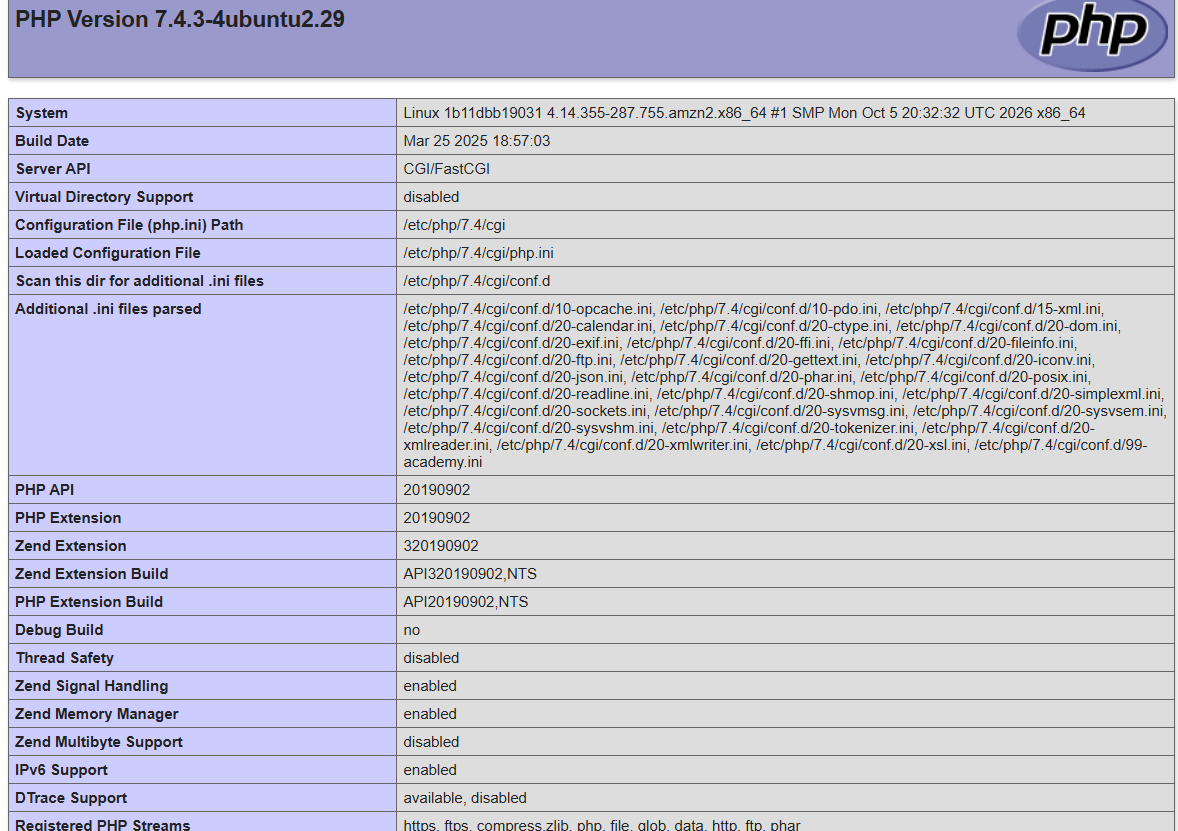 PHP Version 7.4.3-4ubuntu2.29
php
System Linux 1b11dbb19031 4.14.355-287.755.amzn2.x86_64 #1 SMP Mon Oct 5 20:32:32 UTC 2026 x86_64
Build Date Mar 25 2025 18:57:03
Server API CGI/FastCGI
Virtual Directory Support disabled
Configuration File (php.ini) Path /etc/php/7.4/cgi
Loaded Configuration File /etc/php/7.4/cgi/php.ini
Scan this dir for additional .ini files /etc/php/7.4/cgi/conf.d
Additional .ini files parsed /etc/php/7.4/cgi/conf.d/10-opcache.ini, /etc/php/7.4/cgi/conf.d/10-pdo.ini, /etc/php/7.4/cgi/conf.d/15-xml.ini,
/etc/php/7.4/cgi/conf.d/20-calendar.ini, /etc/php/7.4/cgi/conf.d/20-ctype.ini, /etc/php/7.4/cgi/conf.d/20-dom.ini,
/etc/php/7.4/cgi/conf.d/20-exif.ini, /etc/php/7.4/cgi/conf.d/20-ffi.ini, /etc/php/7.4/cgi/conf.d/20-fileinfo.ini,
/etc/php/7.4/cgi/conf.d/20-ftp.ini, /etc/php/7.4/cgi/conf.d/20-gettext.ini, /etc/php/7.4/cgi/conf.d/20-iconv.ini,
/etc/php/7.4/cgi/conf.d/20-json.ini, /etc/php/7.4/cgi/conf.d/20-phar.ini, /etc/php/7.4/cgi/conf.d/20-posix.ini,
/etc/php/7.4/cgi/conf.d/20-readline.ini, /etc/php/7.4/cgi/conf.d/20-shmop.ini, /etc/php/7.4/cgi/conf.d/20-simplexml.ini,
/etc/php/7.4/cgi/conf.d/20-sockets.ini, /etc/php/7.4/cgi/conf.d/20-sysvmsg.ini, /etc/php/7.4/cgi/conf.d/20-sysvsem.ini,
/etc/php/7.4/cgi/conf.d/20-sysvshm.ini, /etc/php/7.4/cgi/conf.d/20-tokenizer.ini, /etc/php/7.4/cgi/conf.d/20-
xmlreader.ini, /etc/php/7.4/cgi/conf.d/20-xmlwriter.ini, /etc/php/7.4/cgi/conf.d/20-xsl.ini, /etc/php/7.4/cgi/conf.d/99-
academy.ini
PHP API 20190902
PHP Extension 20190902
Zend Extension 320190902
Zend Extension Build API320190902,NTS
PHP Extension Build API20190902,NTS
Debug Build no
Thread Safety disabled
Zend Signal Handling enabled
Zend Memory Manager enabled
Zend Multibyte Support disabled
IPv6 Support enabled
DTrace Support available, disabled
Registered PHP Streams https, ftps, compress.zlib, php, file, glob, data, http, ftp, phar